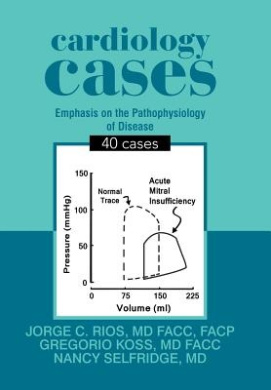 cardiology
cases
Emphasis on the Pathophysiology
of Disease
40 cases
150
100
50
0
Pressure (mmHg)
Normal
Trace
Acute
Mitral
Insufficiency
0 75 150 225
Volume (ml)
JORGE C. RIOS, MD FACC, FACP
GREGORIO KOSS, MD FACC
NANCY SELFRIDGE, MD